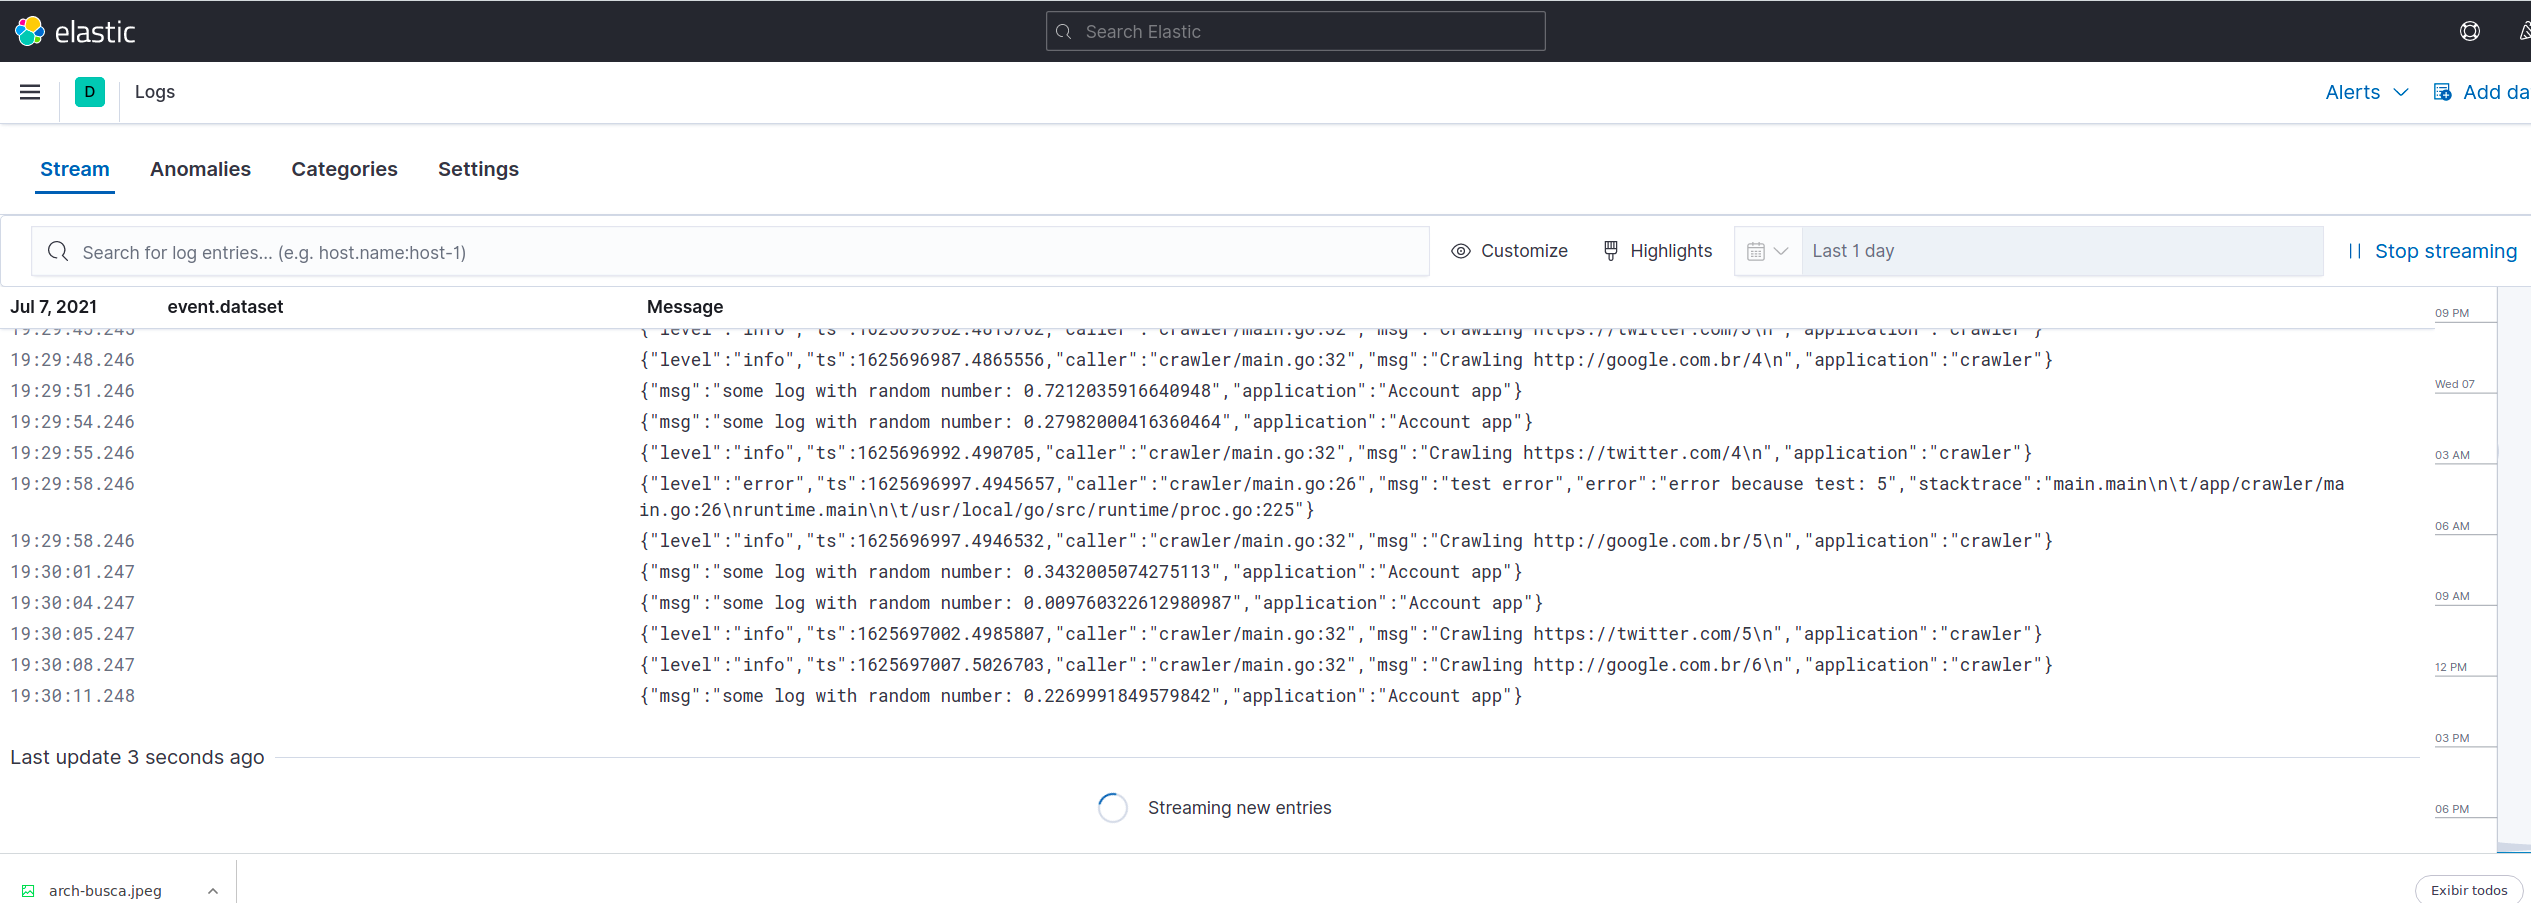 elastic
Search Elastic
D
Logs
Alerts
Add da
Stream
Anomalies
Categories
Settings
Search for log entries... (e.g. host.name:host-1)
Customize
Highlights
Last 1 day
Stop streaming
Jul 7, 2021
event.dataset
Message
19:29:48.246 {"level":"info","ts":1625696987.4865556,"caller":"crawler/main.go:32","msg":"Crawling http://google.com.br/4\n","application":"crawler"}
19:29:51.246 {"msg":"some log with random number: 0.7212035916640948","application":"Account app"}
19:29:54.246 {"msg":"some log with random number: 0.27982000416360464","application":"Account app"}
19:29:55.246 {"level":"info","ts":1625696992.490705,"caller":"crawler/main.go:32","msg":"Crawling https://twitter.com/4\n","application":"crawler"}
19:29:58.246 {"level":"error","ts":1625696997.4945657,"caller":"crawler/main.go:26","msg":"test error","error":"error because test: 5","stacktrace":"main.main\n\t/app/crawler/ma
in.go:26\nruntime.main\n\t/usr/local/go/src/runtime/proc.go:225"}
19:29:58.246 {"level":"info","ts":1625696997.4946532,"caller":"crawler/main.go:32","msg":"Crawling http://google.com.br/5\n","application":"crawler"}
19:30:01.247 {"msg":"some log with random number: 0.3432005074275113","application":"Account app"}
19:30:04.247 {"msg":"some log with random number: 0.009760322612980987","application":"Account app"}
19:30:05.247 {"level":"info","ts":1625697002.4985807,"caller":"crawler/main.go:32","msg":"Crawling https://twitter.com/5\n","application":"crawler"}
19:30:08.247 {"level":"info","ts":1625697007.5026703,"caller":"crawler/main.go:32","msg":"Crawling http://google.com.br/6\n","application":"crawler"}
19:30:11.248 {"msg":"some log with random number: 0.2269991849579842","application":"Account app"}
Last update 3 seconds ago
Streaming new entries
09 PM
Wed 07
03 AM
06 AM
09 AM
12 PM
03 PM
06 PM
arch-busca.jpeg
Exibir todos